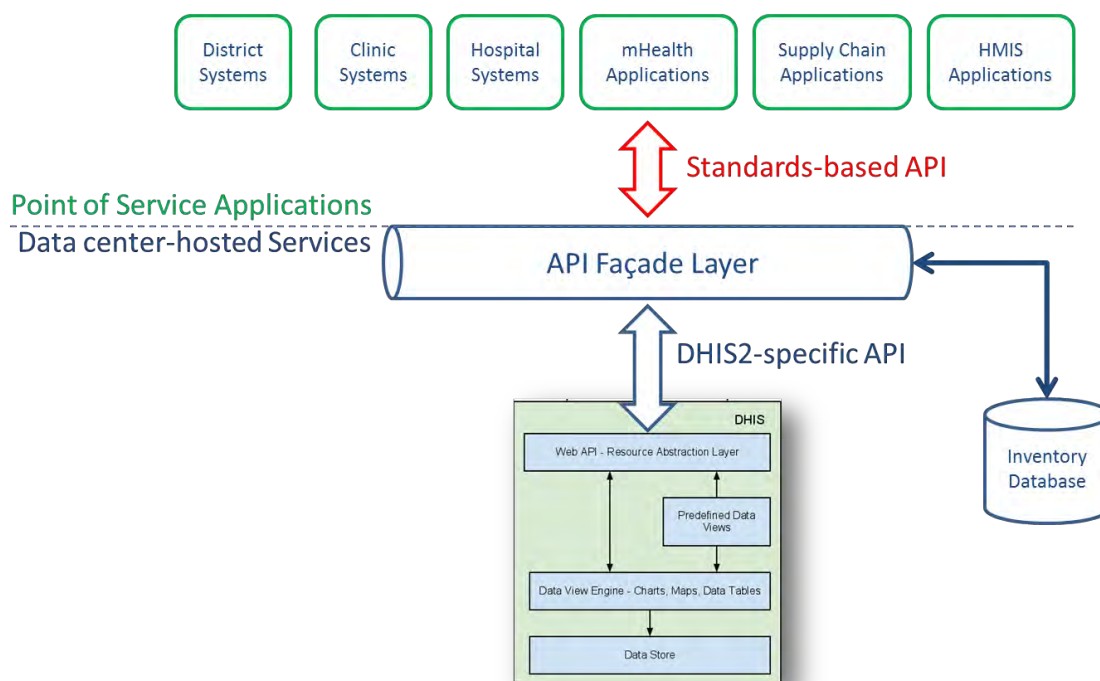 District
Systems
Clinic
Systems
Hospital
Systems
mHealth
Applications
Supply Chain
Applications
HMIS
Applications
Standards-based API
Point of Service Applications
Data center-hosted Services
API Façade Layer
DHIS2-specific API
DHIS
Web API - Resource Abstraction Layer
Predefined Data
Views
Data View Engine - Charts, Maps, Data Tables
Data Store
Inventory
Database